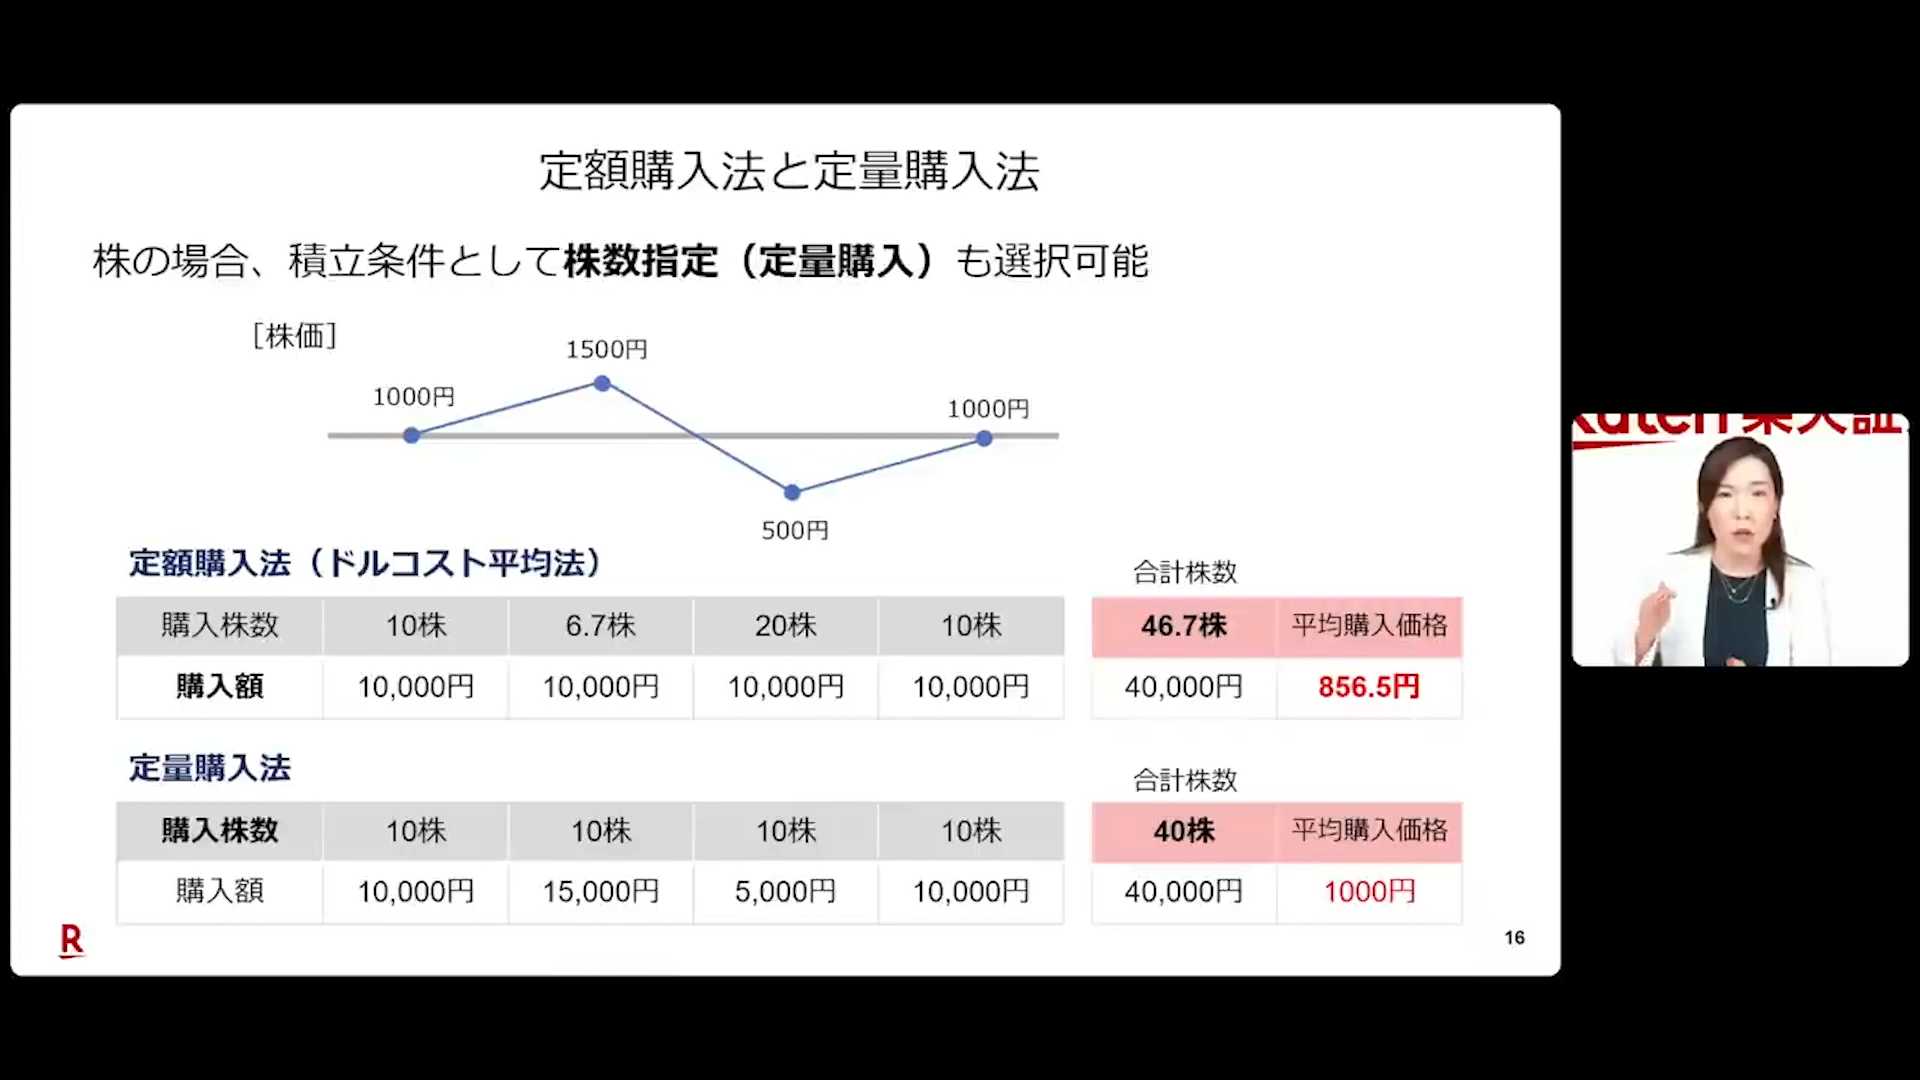 定額購入法と定量購入法
株の場合、積立条件として株数指定（定量購入）も選択可能
［株価］
1000円
1500円
500円
1000円
定額購入法（ドルコスト平均法）
合計株数
購入株数 10株 6.7株 20株 10株 46.7株 平均購入価格
購入額 10,000円 10,000円 10,000円 10,000円 40,000円 856.5円
定量購入法
合計株数
購入株数 10株 10株 10株 10株 40株 平均購入価格
購入額 10,000円 15,000円 5,000円 10,000円 40,000円 1000円
R
16
Rakuten 楽天証